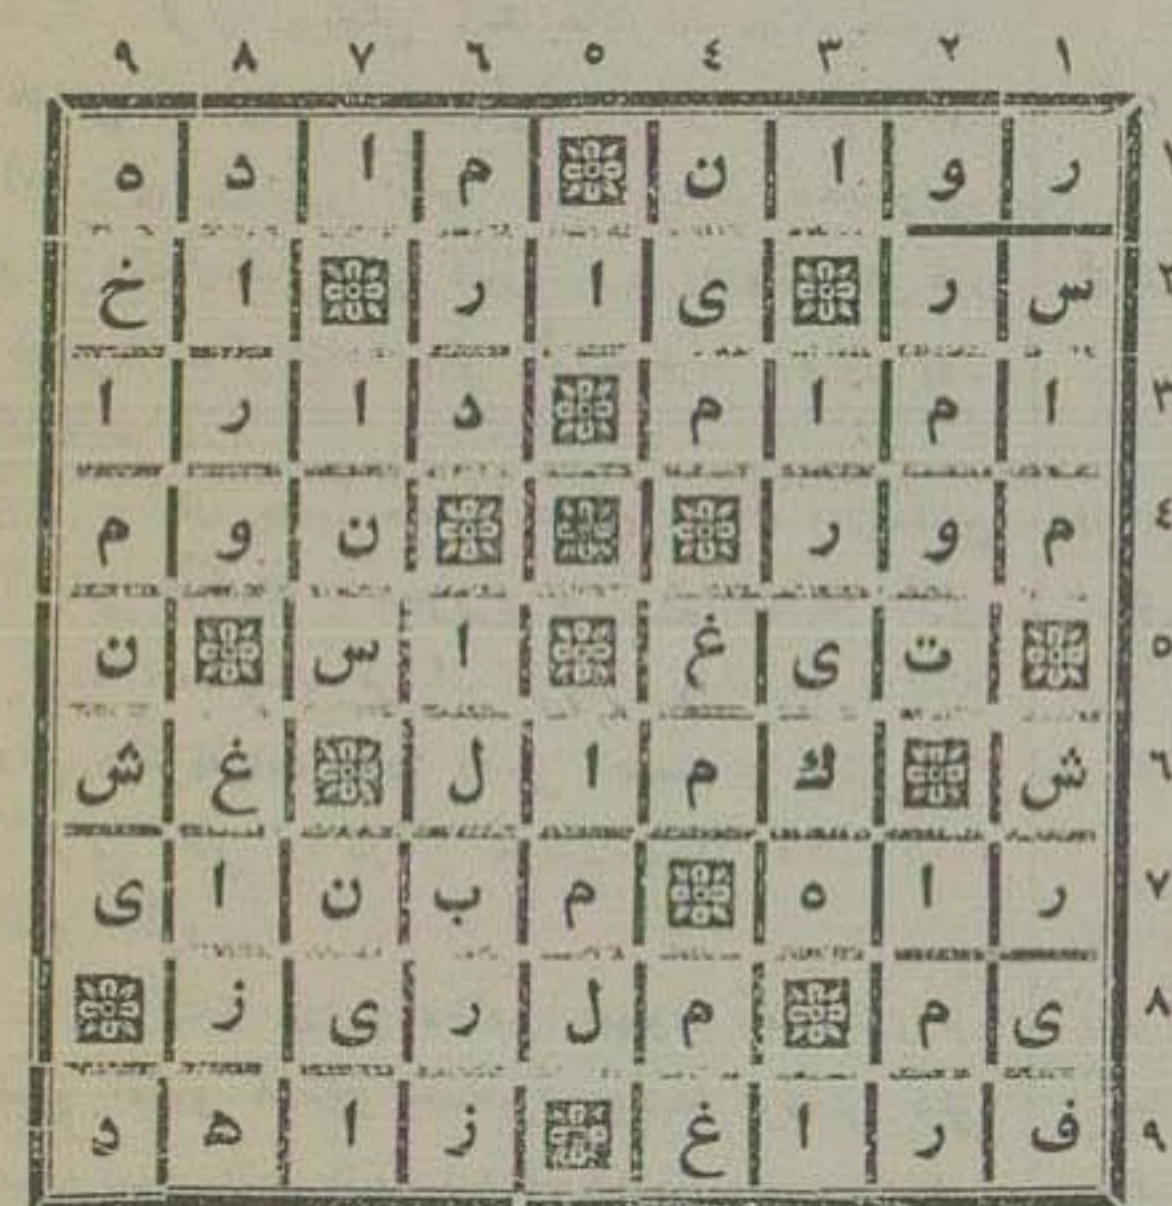 ١ ٢ ٣ ٤ ٥ ٦ ٧ ٨ ٩
١ ر و ا ن م ا د ه
٢ س ر ی ا ر ا خ
٣ ا م ا م د ا ر ا
٤ م و ر ن و م
٥ ت ی غ ا س ن
٦ ش ك م ا ل غ ش
٧ ر ا ه م ب ن ا ی
٨ ی م م ل ر ی ز
٩ ف ر ا غ ز ا ه د